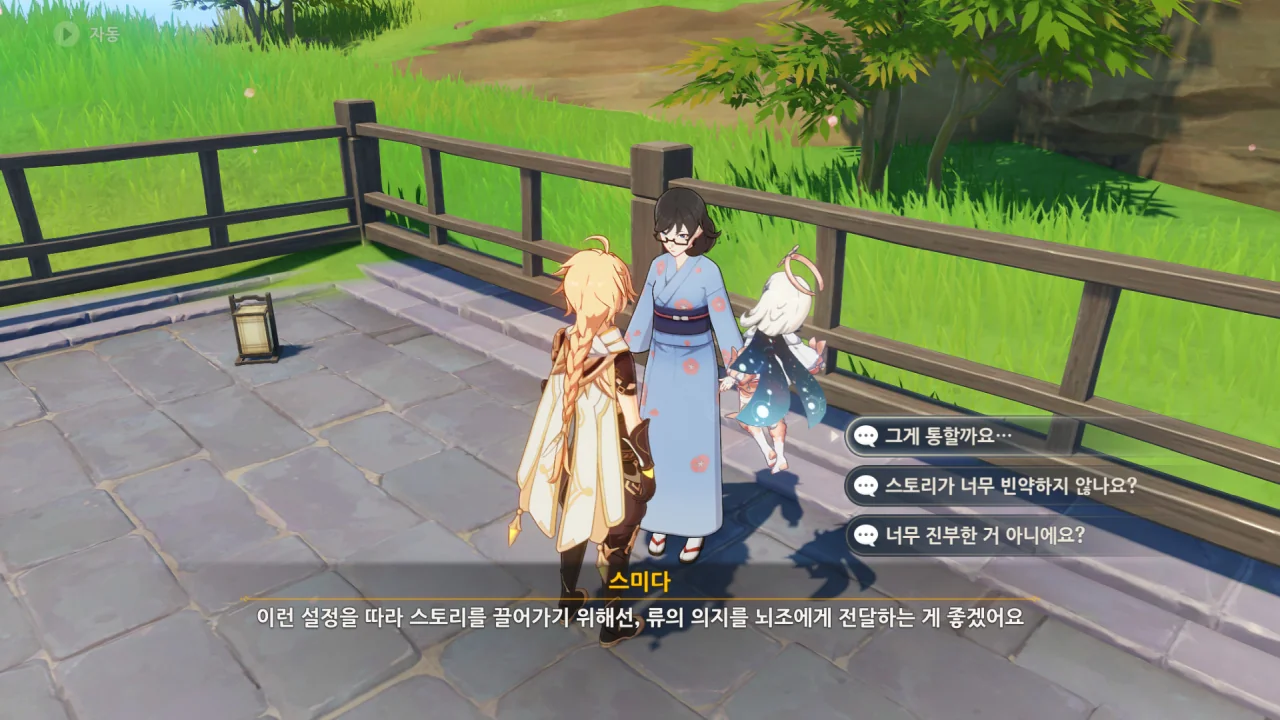 자동
그게 통할까요…
스토리가 너무 빈약하지 않나요?
너무 진부한 거 아니에요?
스미다
이런 설정을 따라 스토리를 끌어가기 위해선, 류의 의지를 뇌조에게 전달하는 게 좋겠어요